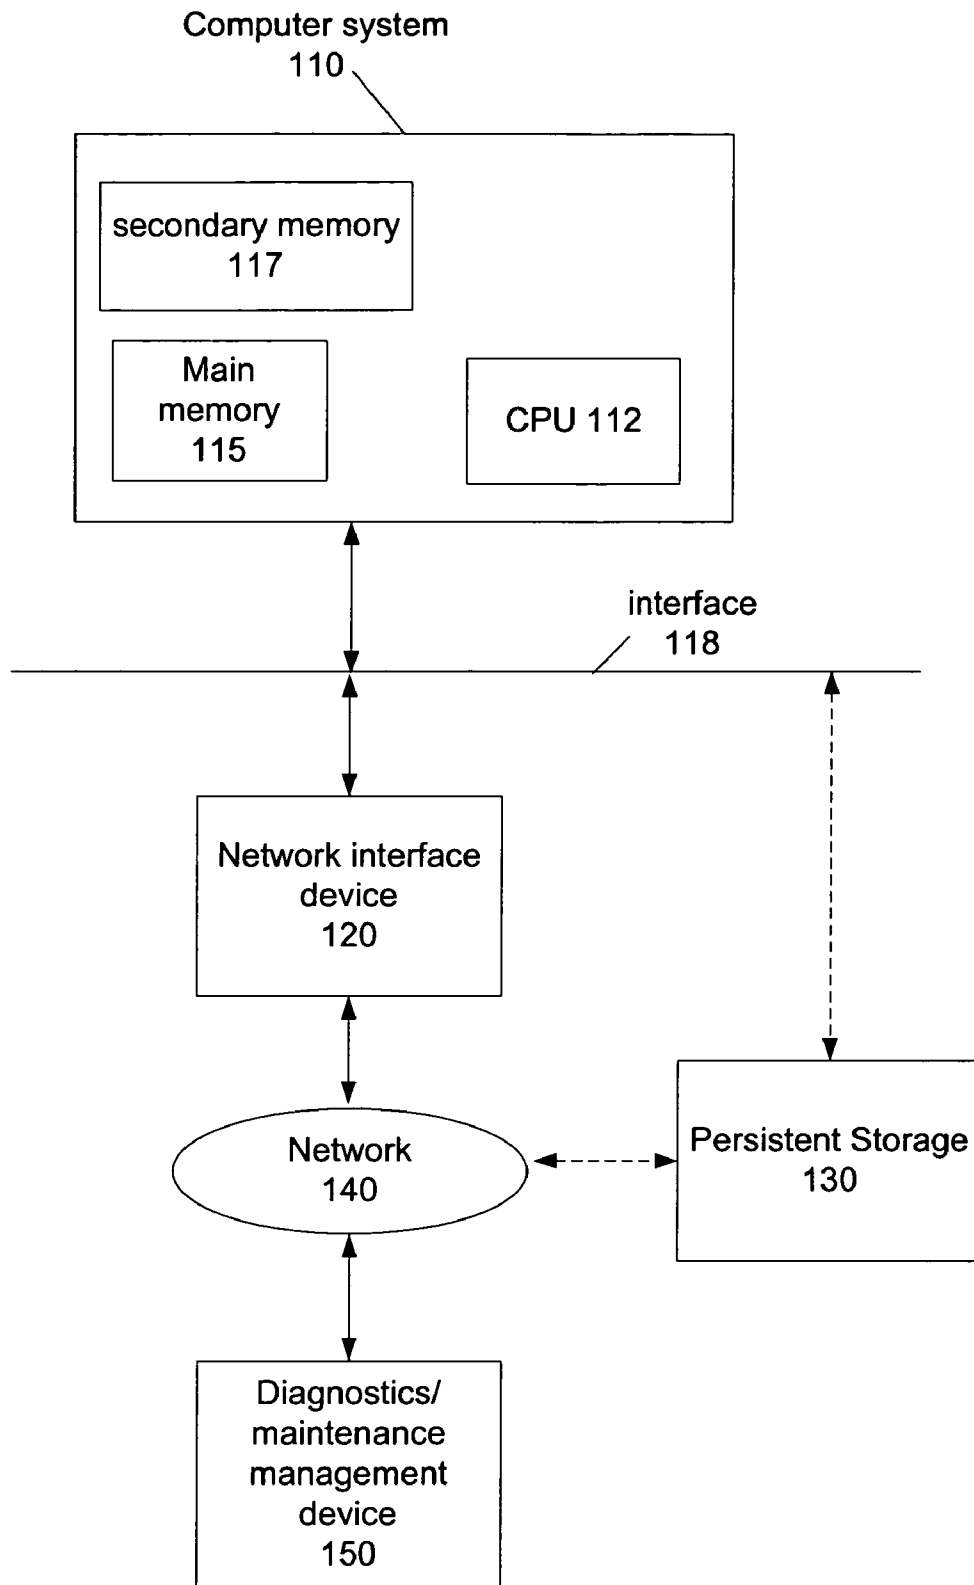 Computer system
110
secondary memory
117
Main
memory
115
CPU 112
interface
118
Network interface
device
120
Network
140
Persistent Storage
130
Diagnostics/
maintenance
management
device
150